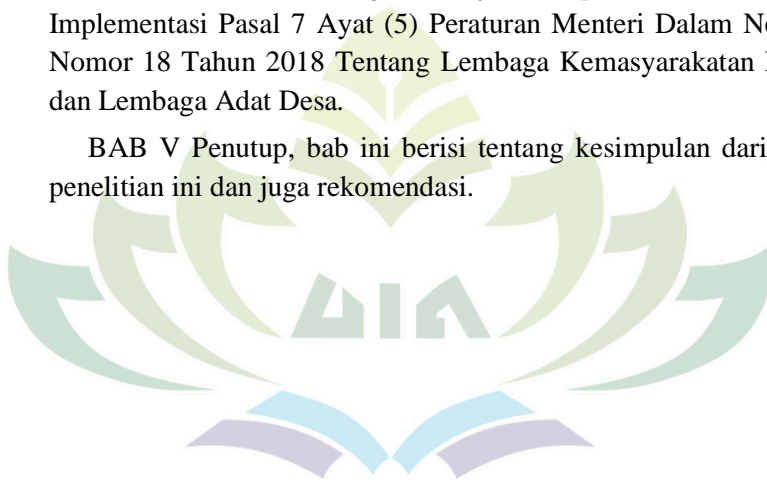 Implementasi Pasal 7 Ayat (5) Peraturan Menteri Dalam
Nomor 18 Tahun 2018 Tentang Lembaga Kemasyarakatan
dan Lembaga Adat Desa.
BAB V Penutup, bab ini berisi tentang kesimpulan dari
penelitian ini dan juga rekomendasi.
UIN